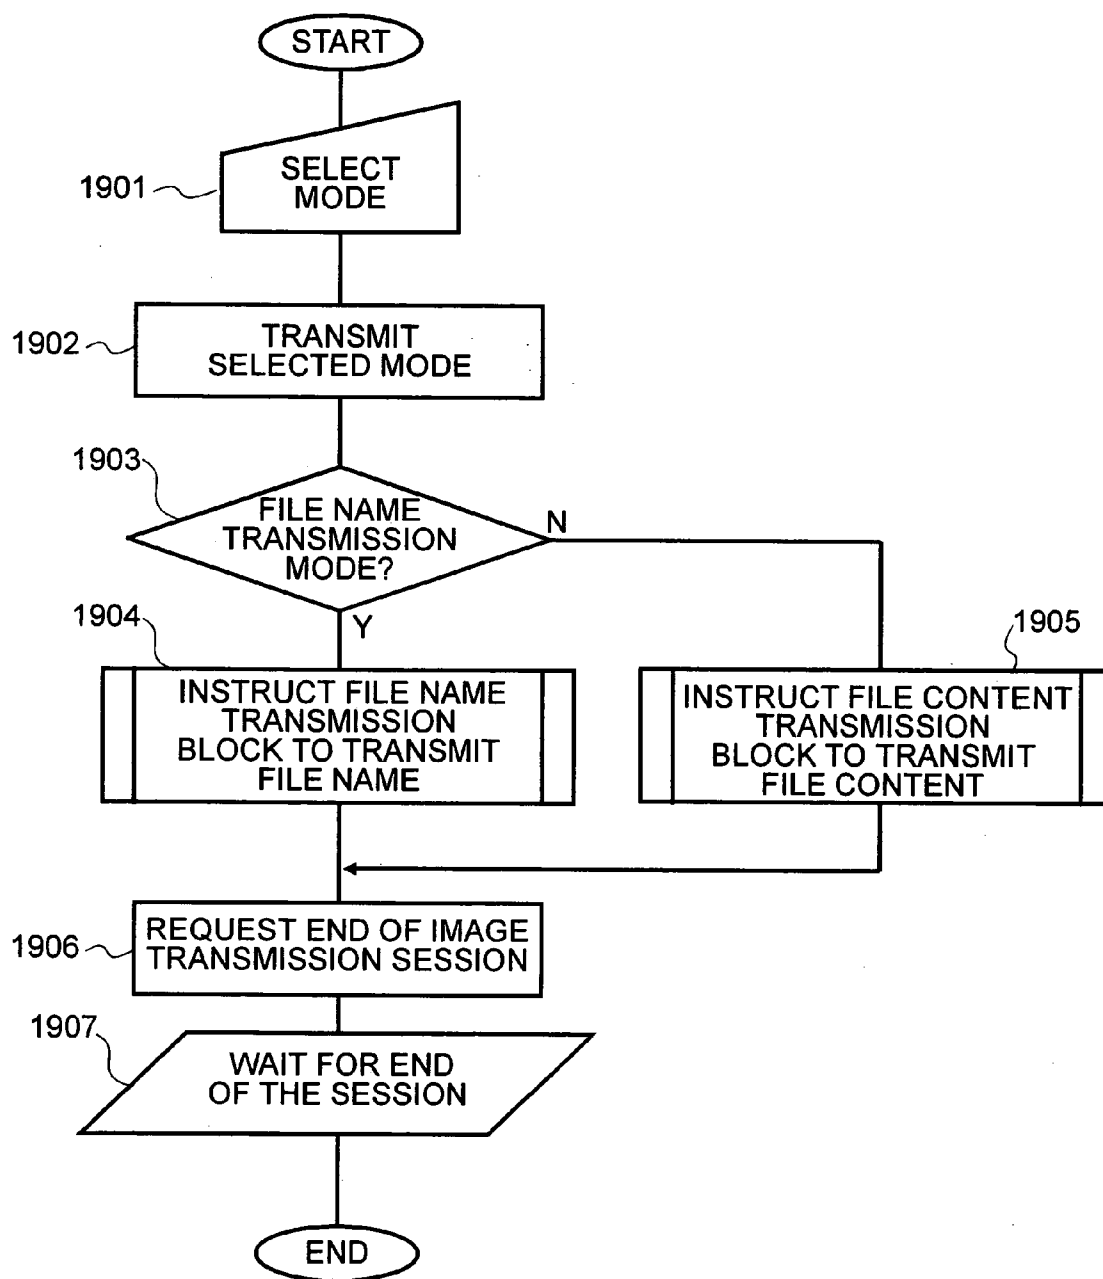 START
1901
SELECT
MODE
1902
TRANSMIT
SELECTED MODE
1903
FILE NAME
TRANSMISSION
MODE?
N
Y
1904
INSTRUCT FILE NAME
TRANSMISSION
BLOCK TO TRANSMIT
FILE NAME
1905
INSTRUCT FILE CONTENT
TRANSMISSION
BLOCK TO TRANSMIT
FILE CONTENT
1906
REQUEST END OF IMAGE
TRANSMISSION SESSION
1907
WAIT FOR END
OF THE SESSION
END